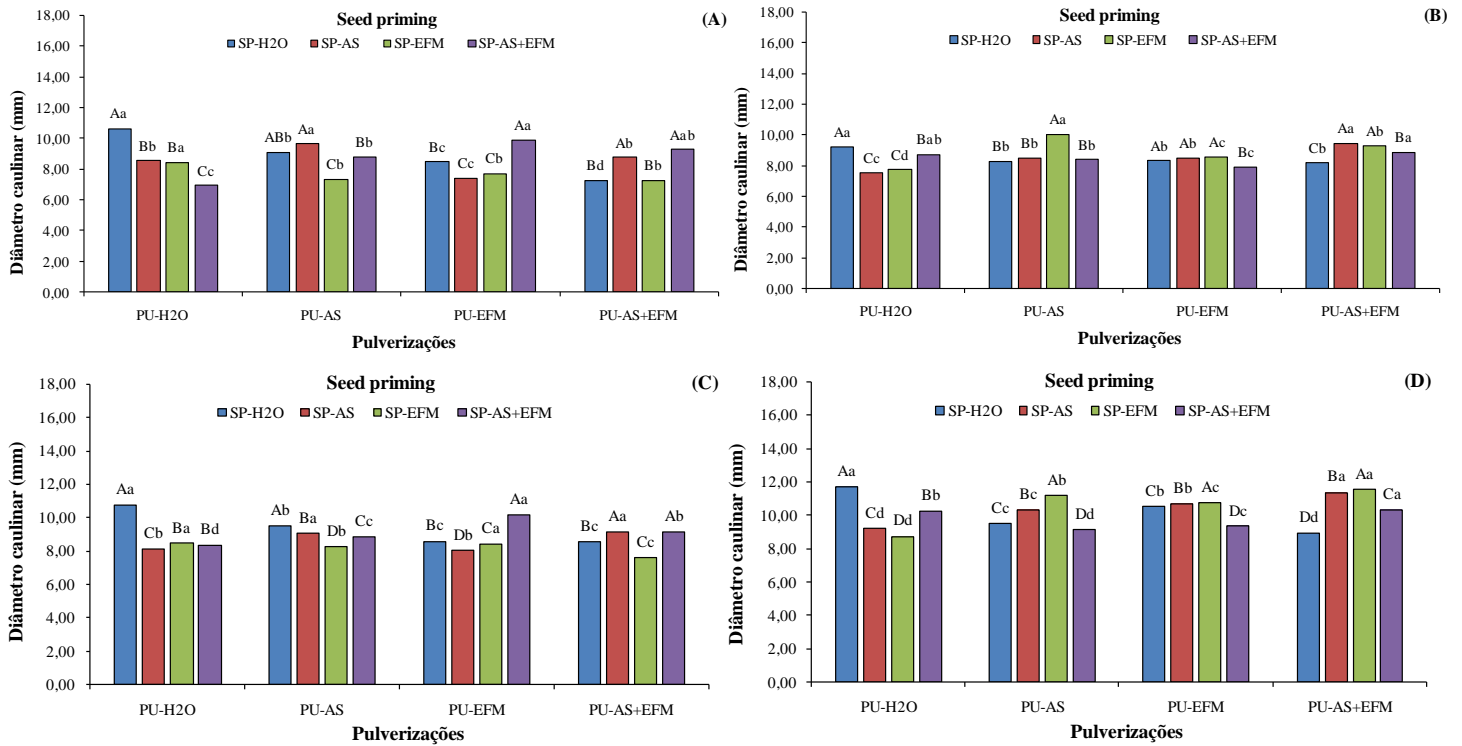 Seed priming
(A)
SP-H2O SP-AS SP-EFM SP-AS+EFM
Diâmetro caulinar (mm)
18,00
16,00
14,00
12,00
10,00
8,00
6,00
4,00
2,00
0,00
Aa Bb Ba Cc
ABb Aa Cb Bb
Bc Cc Cb Aa
Bd Ab Bb Aab
PU-H2O PU-AS PU-EFM PU-AS+EFM
Pulverizações
Seed priming
(B)
SP-H2O SP-AS SP-EFM SP-AS+EFM
Diâmetro caulinar (mm)
18,00
16,00
14,00
12,00
10,00
8,00
6,00
4,00
2,00
0,00
Aa Cc Cd Bab
Bb Bb Aa Bb
Ab Ab Ac Bc
Cb Aa Ab Ba
PU-H2O PU-AS PU-EFM PU-AS+EFM
Pulverizações
Seed priming
(C)
SP-H2O SP-AS SP-EFM SP-AS+EFM
Diâmetro caulinar (mm)
18,00
16,00
14,00
12,00
10,00
8,00
6,00
4,00
2,00
0,00
Aa Cb Ba Bd
Ab Ba Db Cc
Bc Db Ca Aa
Bc Aa Cc Ab
PU-H2O PU-AS PU-EFM PU-AS+EFM
Pulverizações
Seed priming
(D)
SP-H2O SP-AS SP-EFM SP-AS+EFM
Diâmetro caulinar (mm)
18,00
16,00
14,00
12,00
10,00
8,00
6,00
4,00
2,00
0,00
Aa Cd Dd Bb
Cc Bc Ab Dd
Cb Bb Ac Dc
Dd Ba Aa Ca
PU-H2O PU-AS PU-EFM PU-AS+EFM
Pulverizações